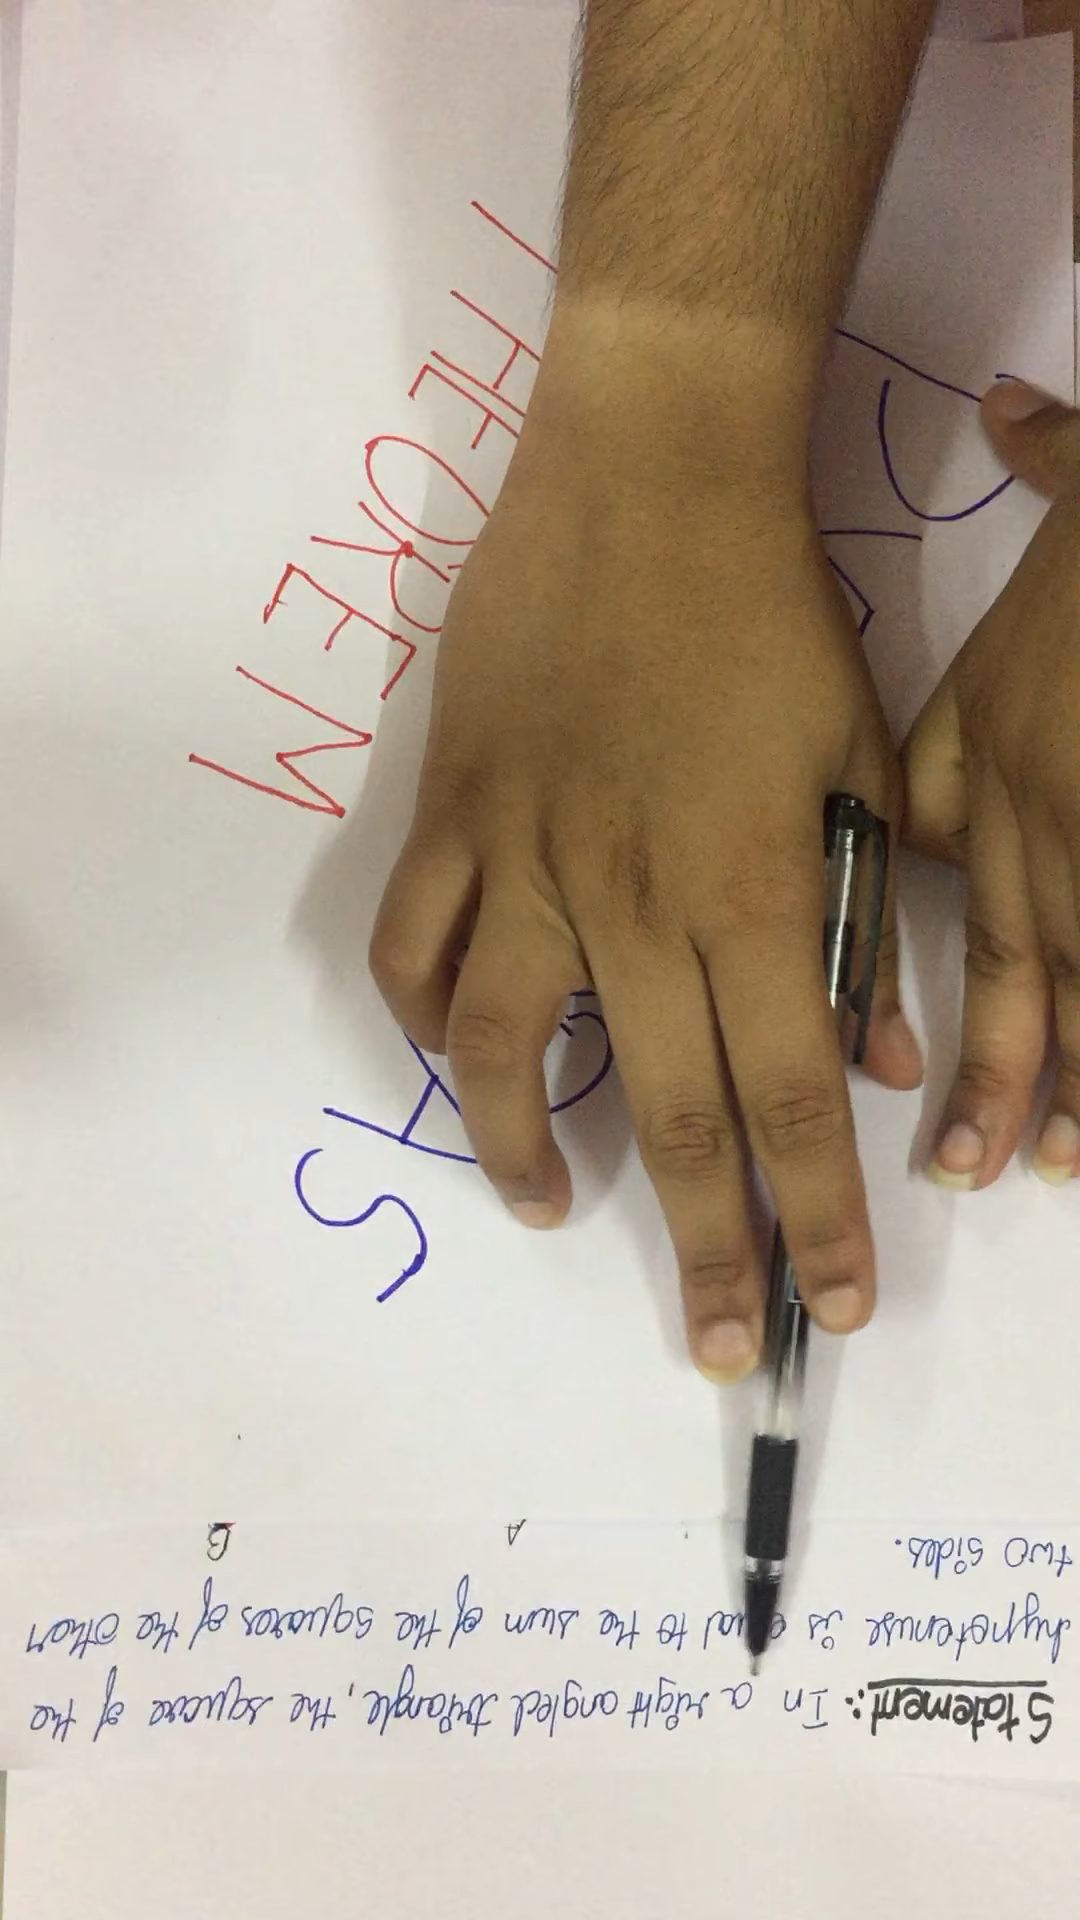 THEOREM
AS
Statement:- In a right angled triangle, the square of the
hypotenuse is equal to the sum of the squares of the other
two sides.
A
B